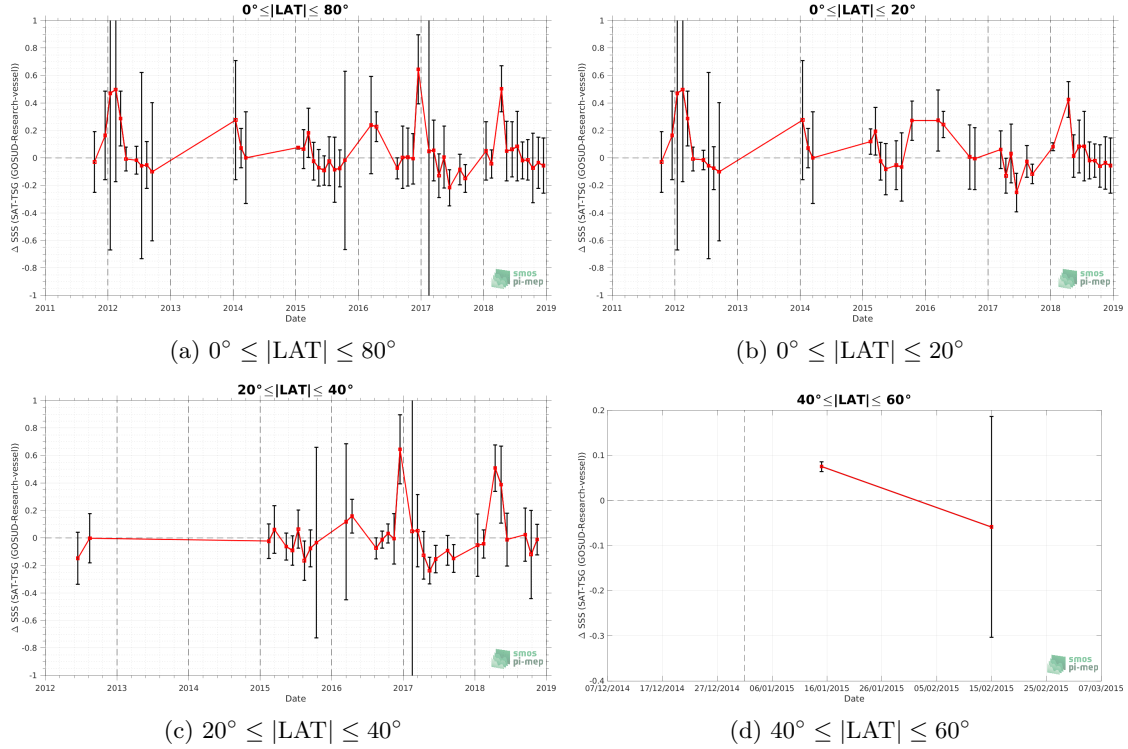 0°≤|LAT|≤ 80°
Δ SSS (SAT-TSG (GOSUD-Research-vessel))
1
0.8
0.6
0.4
0.2
0
-0.2
-0.4
-0.6
-0.8
-1
2011 2012 2013 2014 2015 2016 2017 2018 2019
Date
smos
pi-mep
(a) 0° ≤ |LAT| ≤ 80°
0°≤|LAT|≤ 20°
Δ SSS (SAT-TSG (GOSUD-Research-vessel))
1
0.8
0.6
0.4
0.2
0
-0.2
-0.4
-0.6
-0.8
-1
2011 2012 2013 2014 2015 2016 2017 2018 2019
Date
smos
pi-mep
(b) 0° ≤ |LAT| ≤ 20°
20°≤|LAT|≤ 40°
Δ SSS (SAT-TSG (GOSUD-Research-vessel))
1
0.8
0.6
0.4
0.2
0
-0.2
-0.4
-0.6
-0.8
-1
2012 2013 2014 2015 2016 2017 2018 2019
Date
smos
pi-mep
(c) 20° ≤ |LAT| ≤ 40°
40°≤|LAT|≤ 60°
Δ SSS (SAT-TSG (GOSUD-Research-vessel))
0.2
0.1
0
-0.1
-0.2
-0.3
-0.4
07/12/2014 17/12/2014 27/12/2014 06/01/2015 16/01/2015 26/01/2015 05/02/2015 15/02/2015 25/02/2015 07/03/2015
Date
smos
pi-mep
(d) 40° ≤ |LAT| ≤ 60°